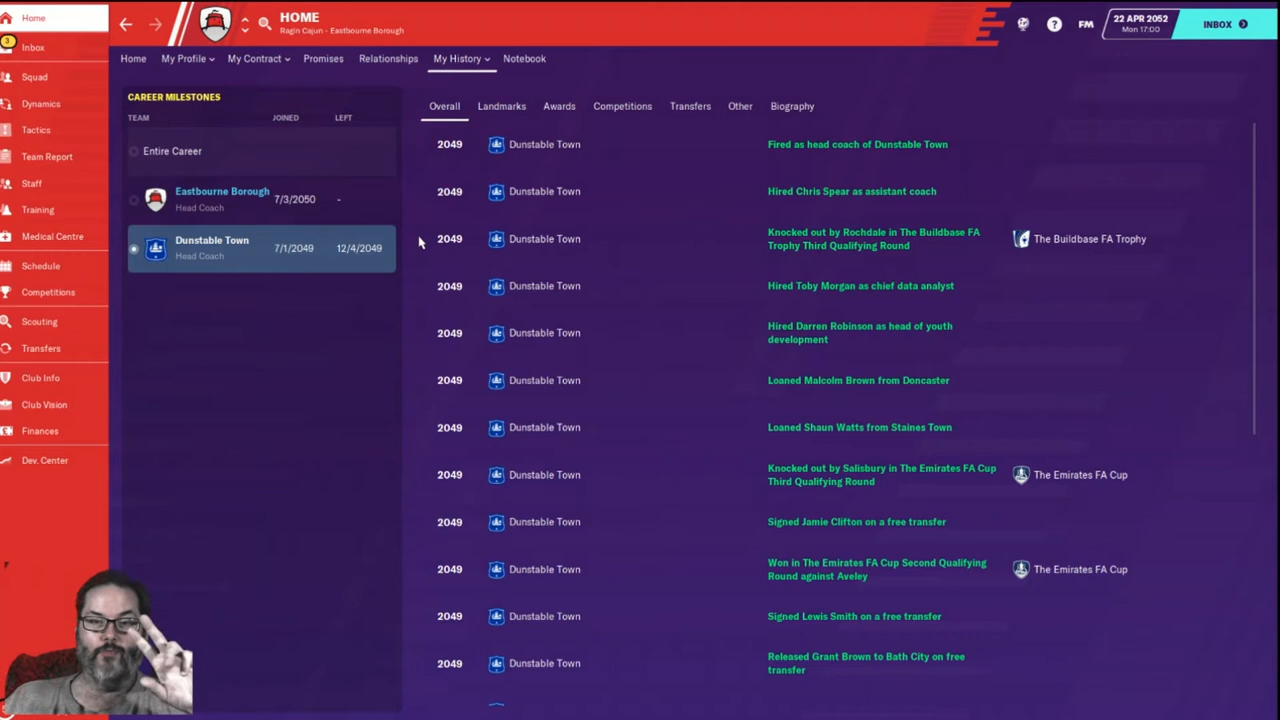 Home
3
Inbox
Squad
Dynamics
Tactics
Team Report
Staff
Training
Medical Centre
Schedule
Competitions
Scouting
Transfers
Club Info
Club Vision
Finances
Dev. Center
HOME
Ragin Cajun - Eastbourne Borough
?
FM
22 APR 2052
Mon 17:00
INBOX
Home
My Profile
My Contract
Promises
Relationships
My History
Notebook
CAREER MILESTONES
TEAM JOINED LEFT
Entire Career
Eastbourne Borough
Head Coach
7/3/2050 -
Dunstable Town
Head Coach
7/1/2049 12/4/2049
Overall Landmarks Awards Competitions Transfers Other Biography
2049 Dunstable Town Fired as head coach of Dunstable Town
2049 Dunstable Town Hired Chris Spear as assistant coach
2049 Dunstable Town Knocked out by Rochdale in The Buildbase FA
Trophy Third Qualifying Round
The Buildbase FA Trophy
2049 Dunstable Town Hired Toby Morgan as chief data analyst
2049 Dunstable Town Hired Darren Robinson as head of youth
development
2049 Dunstable Town Loaned Malcolm Brown from Doncaster
2049 Dunstable Town Loaned Shaun Watts from Staines Town
2049 Dunstable Town Knocked out by Salisbury in The Emirates FA Cup
Third Qualifying Round
The Emirates FA Cup
2049 Dunstable Town Signed Jamie Clifton on a free transfer
2049 Dunstable Town Won in The Emirates FA Cup Second Qualifying
Round against Aveley
The Emirates FA Cup
2049 Dunstable Town Signed Lewis Smith on a free transfer
2049 Dunstable Town Released Grant Brown to Bath City on free
transfer